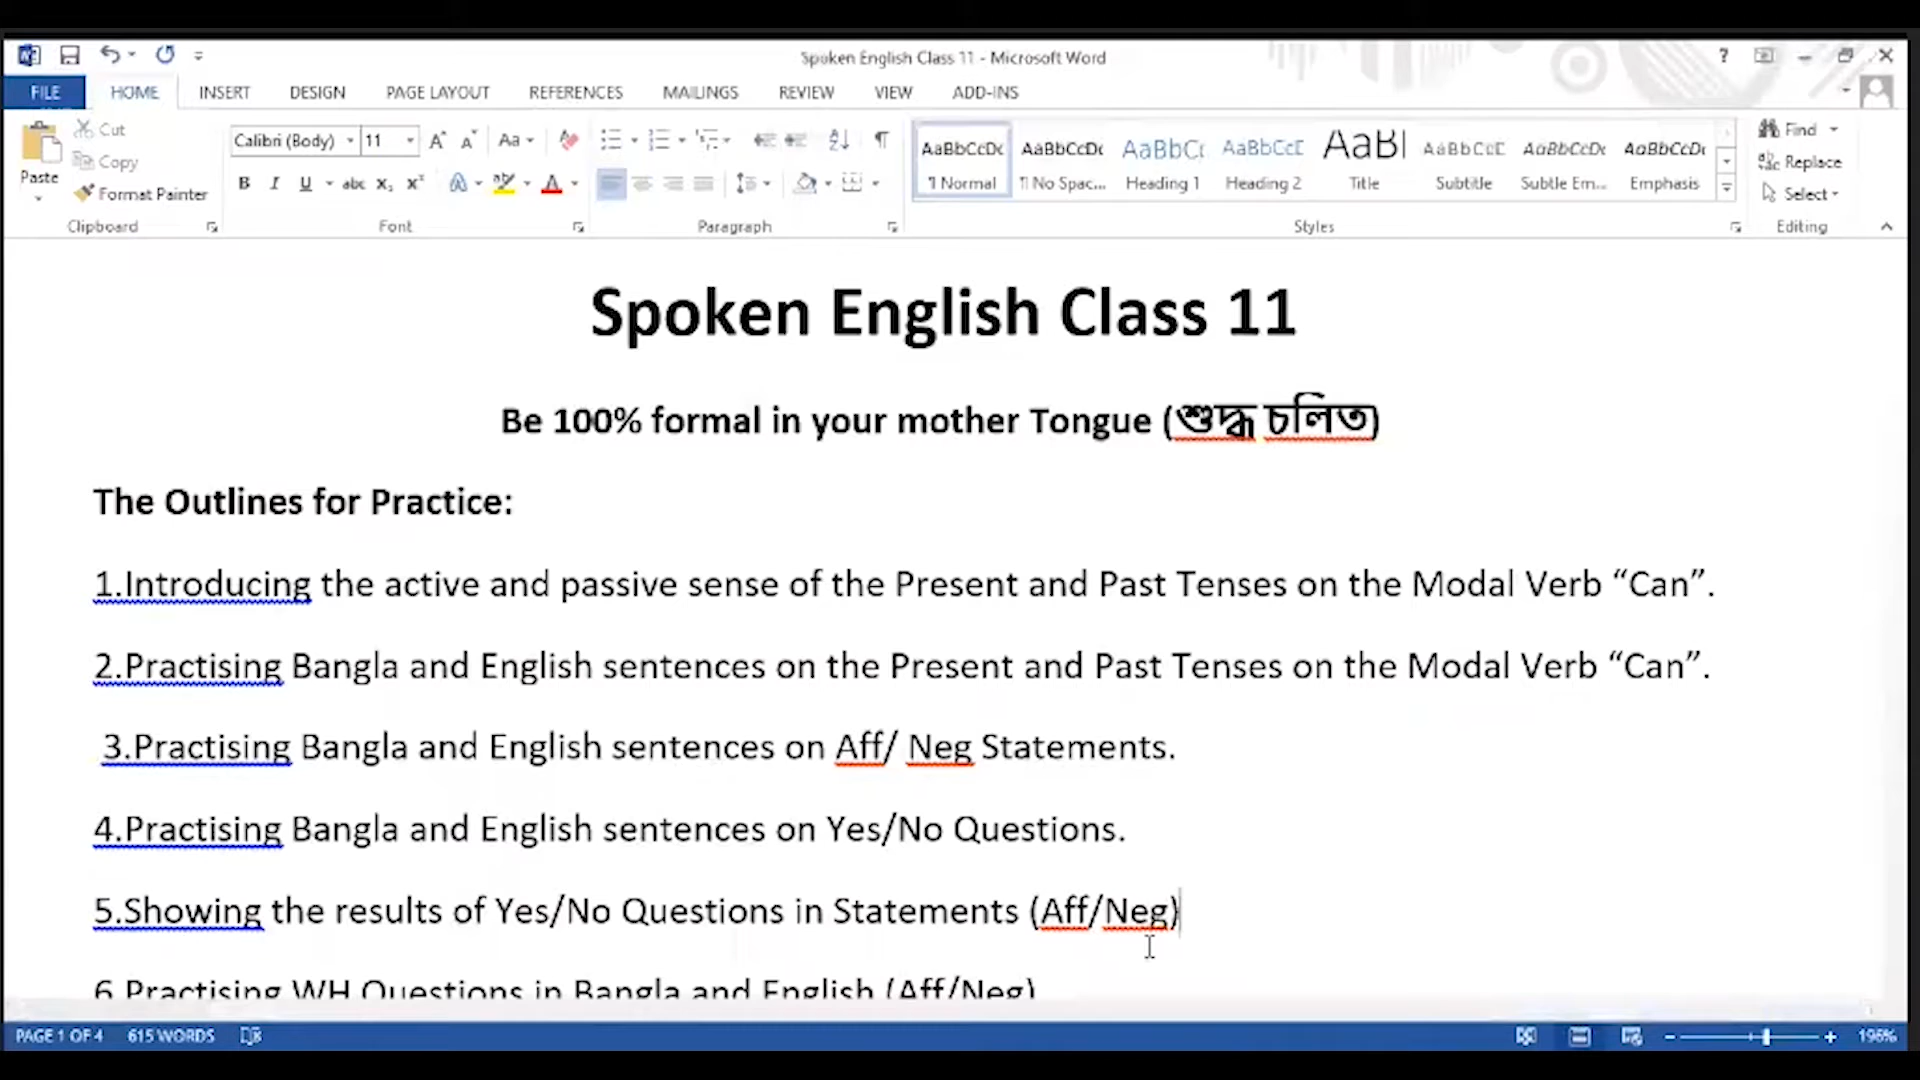 Spoken English Class 11 - Microsoft Word
FILE HOME INSERT DESIGN PAGE LAYOUT REFERENCES MAILINGS REVIEW VIEW ADD-INS
Cut
Copy
Paste
Format Painter
Clipboard
Calibri (Body) 11
Font
Paragraph
AaBbCcDc AaBbCcDc AaBbCc AaBbCcD AaBl AaBbCcD AaBbCcDc AaBbCcDc
¶ Normal ¶ No Spac... Heading 1 Heading 2 Title Subtitle Subtle Em... Emphasis
Styles
Find
Replace
Select
Editing
Spoken English Class 11
Be 100% formal in your mother Tongue (শুদ্ধ চলিত)
The Outlines for Practice:
1.Introducing the active and passive sense of the Present and Past Tenses on the Modal Verb “Can”.
2.Practising Bangla and English sentences on the Present and Past Tenses on the Modal Verb “Can”.
3.Practising Bangla and English sentences on Aff/ Neg Statements.
4.Practising Bangla and English sentences on Yes/No Questions.
5.Showing the results of Yes/No Questions in Statements (Aff/Neg)
6.Practising WH Questions in Bangla and English (Aff/Neg)
PAGE 1 OF 4 615 WORDS 196%